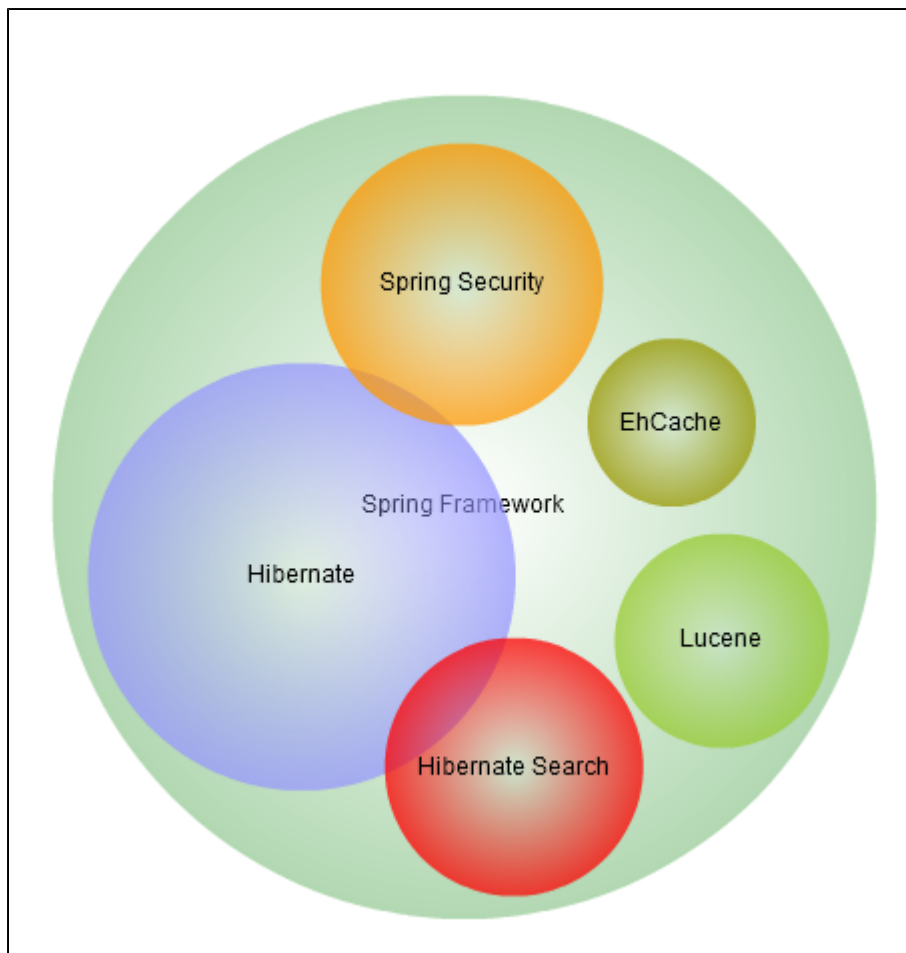 Spring Security
EhCache
Spring Framework
Hibernate
Lucene
Hibernate Search